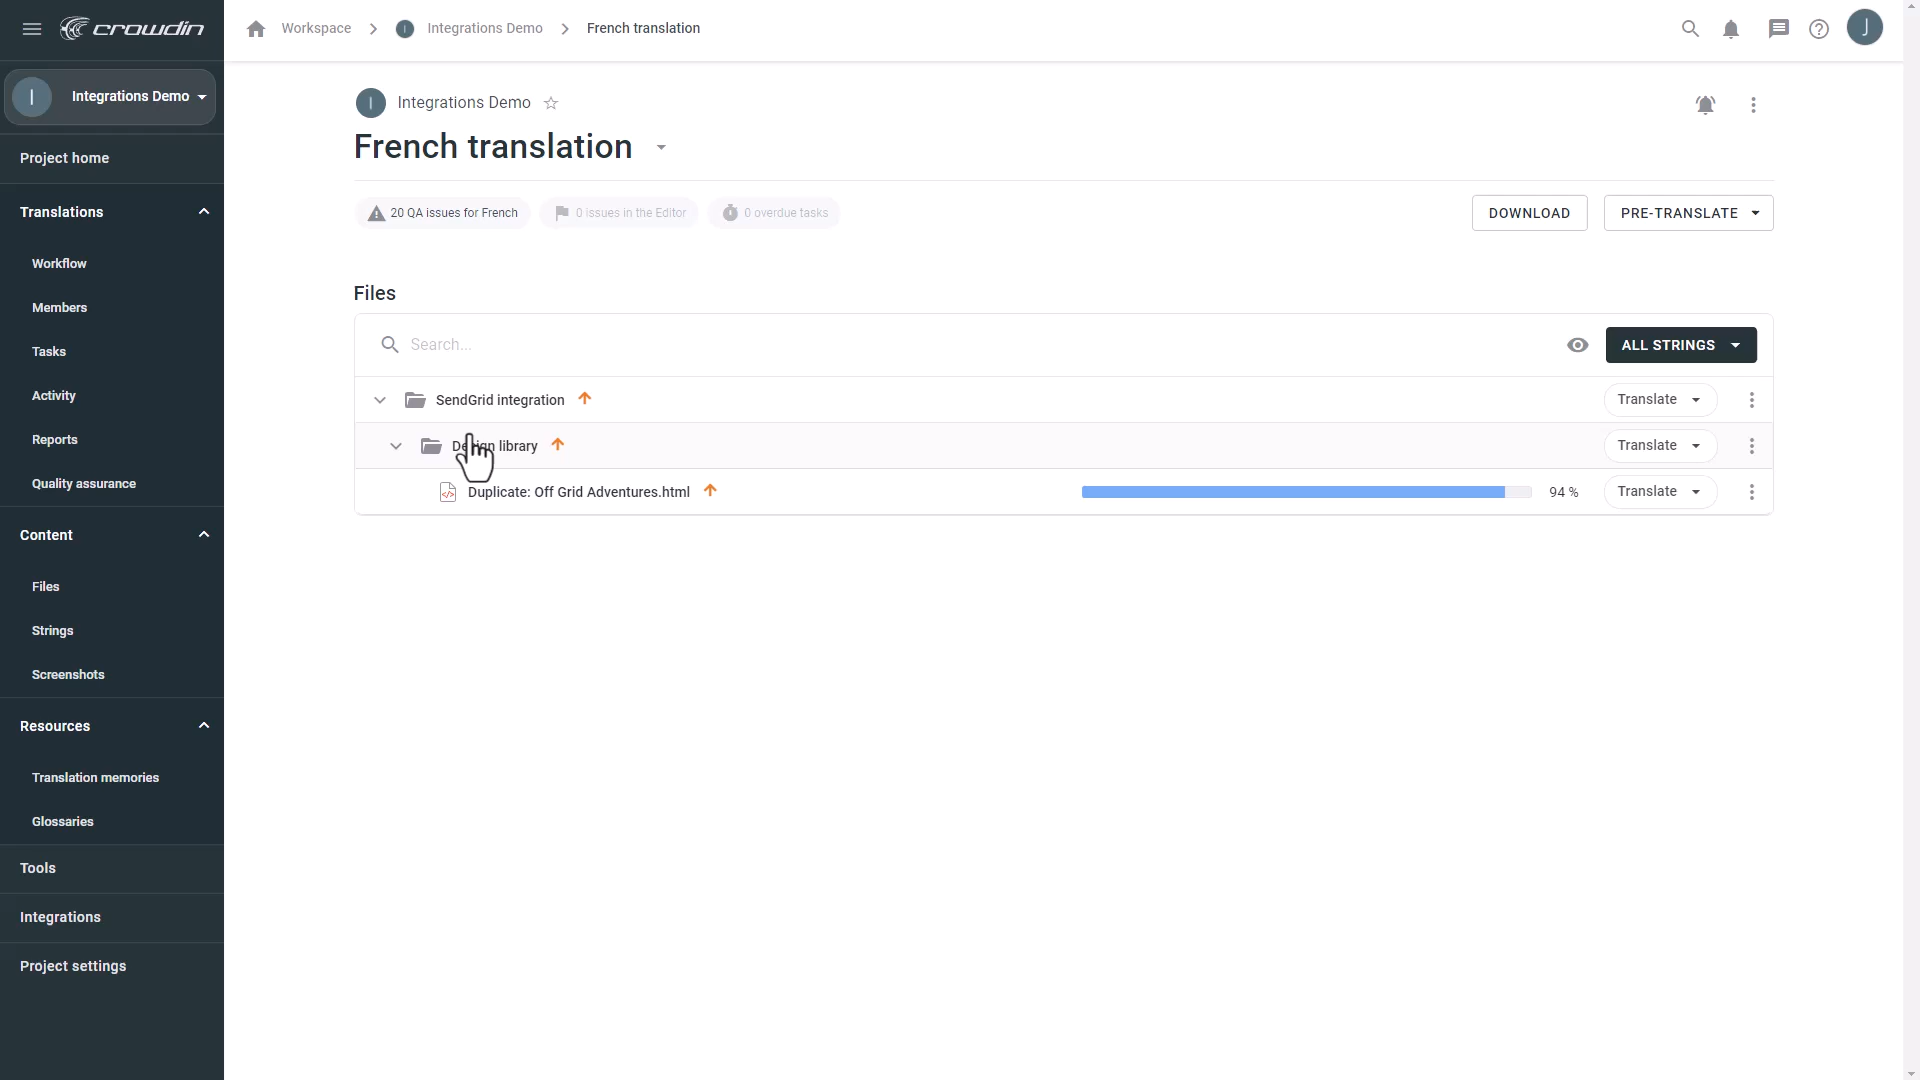 crowdin
Workspace
I
Integrations Demo
French translation
J
I
Integrations Demo
Project home
Translations
Workflow
Members
Tasks
Activity
Reports
Quality assurance
Content
Files
Strings
Screenshots
Resources
Translation memories
Glossaries
Tools
Integrations
Project settings
I
Integrations Demo
French translation
20 QA issues for French
0 issues in the Editor
0 overdue tasks
DOWNLOAD
PRE-TRANSLATE
Files
Search...
ALL STRINGS
SendGrid integration
Translate
Design library
Translate
Duplicate: Off Grid Adventures.html
94 %
Translate